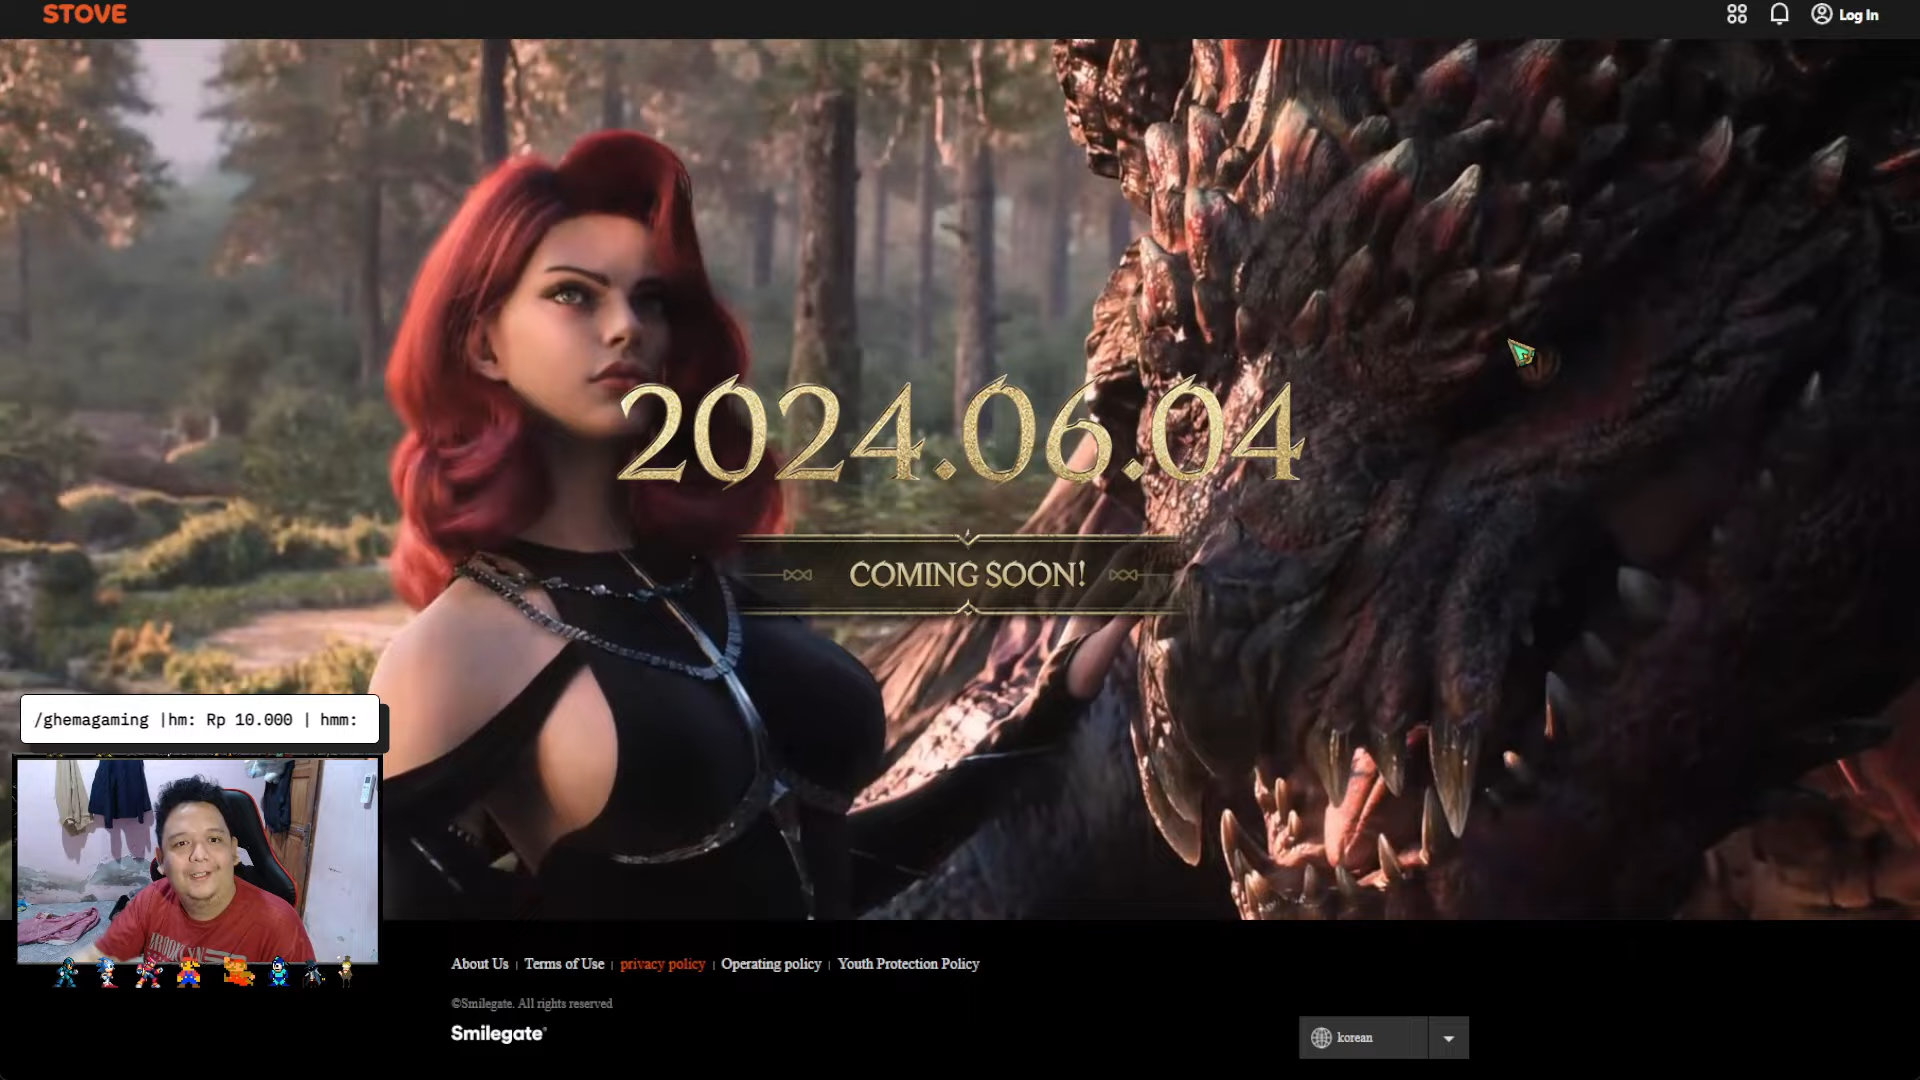 STOVE
Log In
2024.06.04
COMING SOON!
/ghemagaming |hm: Rp 10.000 | hmm:
About Us | Terms of Use | privacy policy | Operating policy | Youth Protection Policy
©Smilegate. All rights reserved
Smilegate
korean